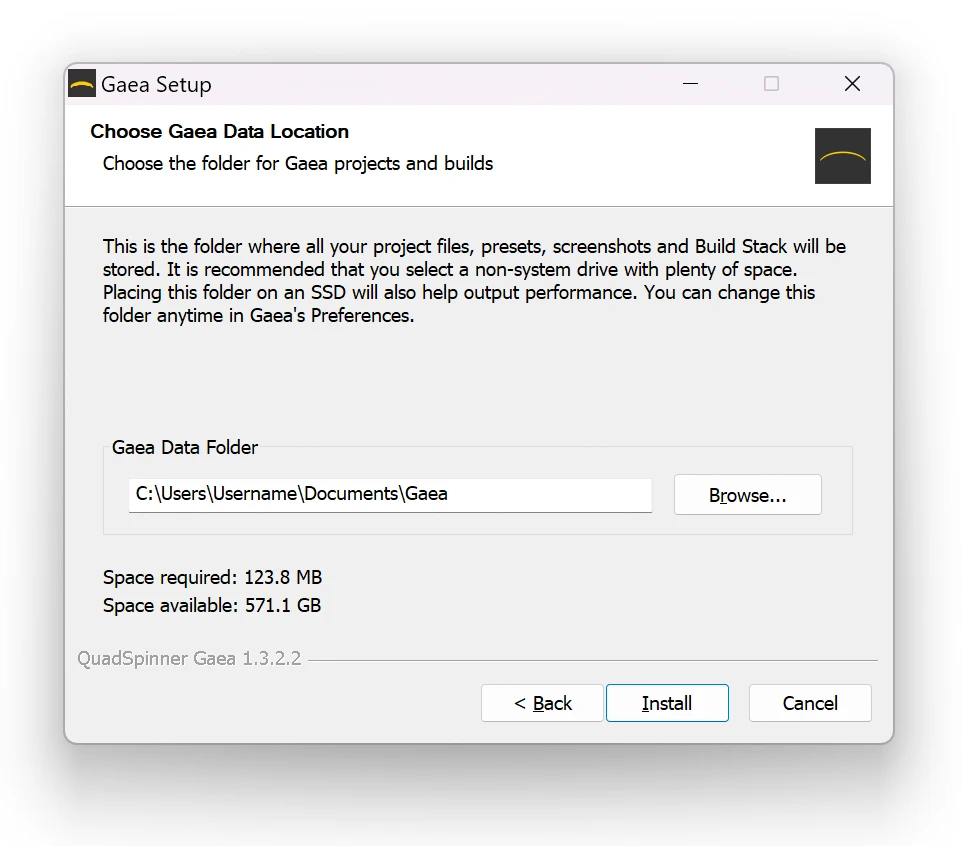 Gaea Setup
Choose Gaea Data Location
Choose the folder for Gaea projects and builds
This is the folder where all your project files, presets, screenshots and Build Stack will be
stored. It is recommended that you select a non-system drive with plenty of space.
Placing this folder on an SSD will also help output performance. You can change this
folder anytime in Gaea's Preferences.
Gaea Data Folder
C:\Users\Username\Documents\Gaea
Browse...
Space required: 123.8 MB
Space available: 571.1 GB
QuadSpinner Gaea 1.3.2.2
< Back
Install
Cancel